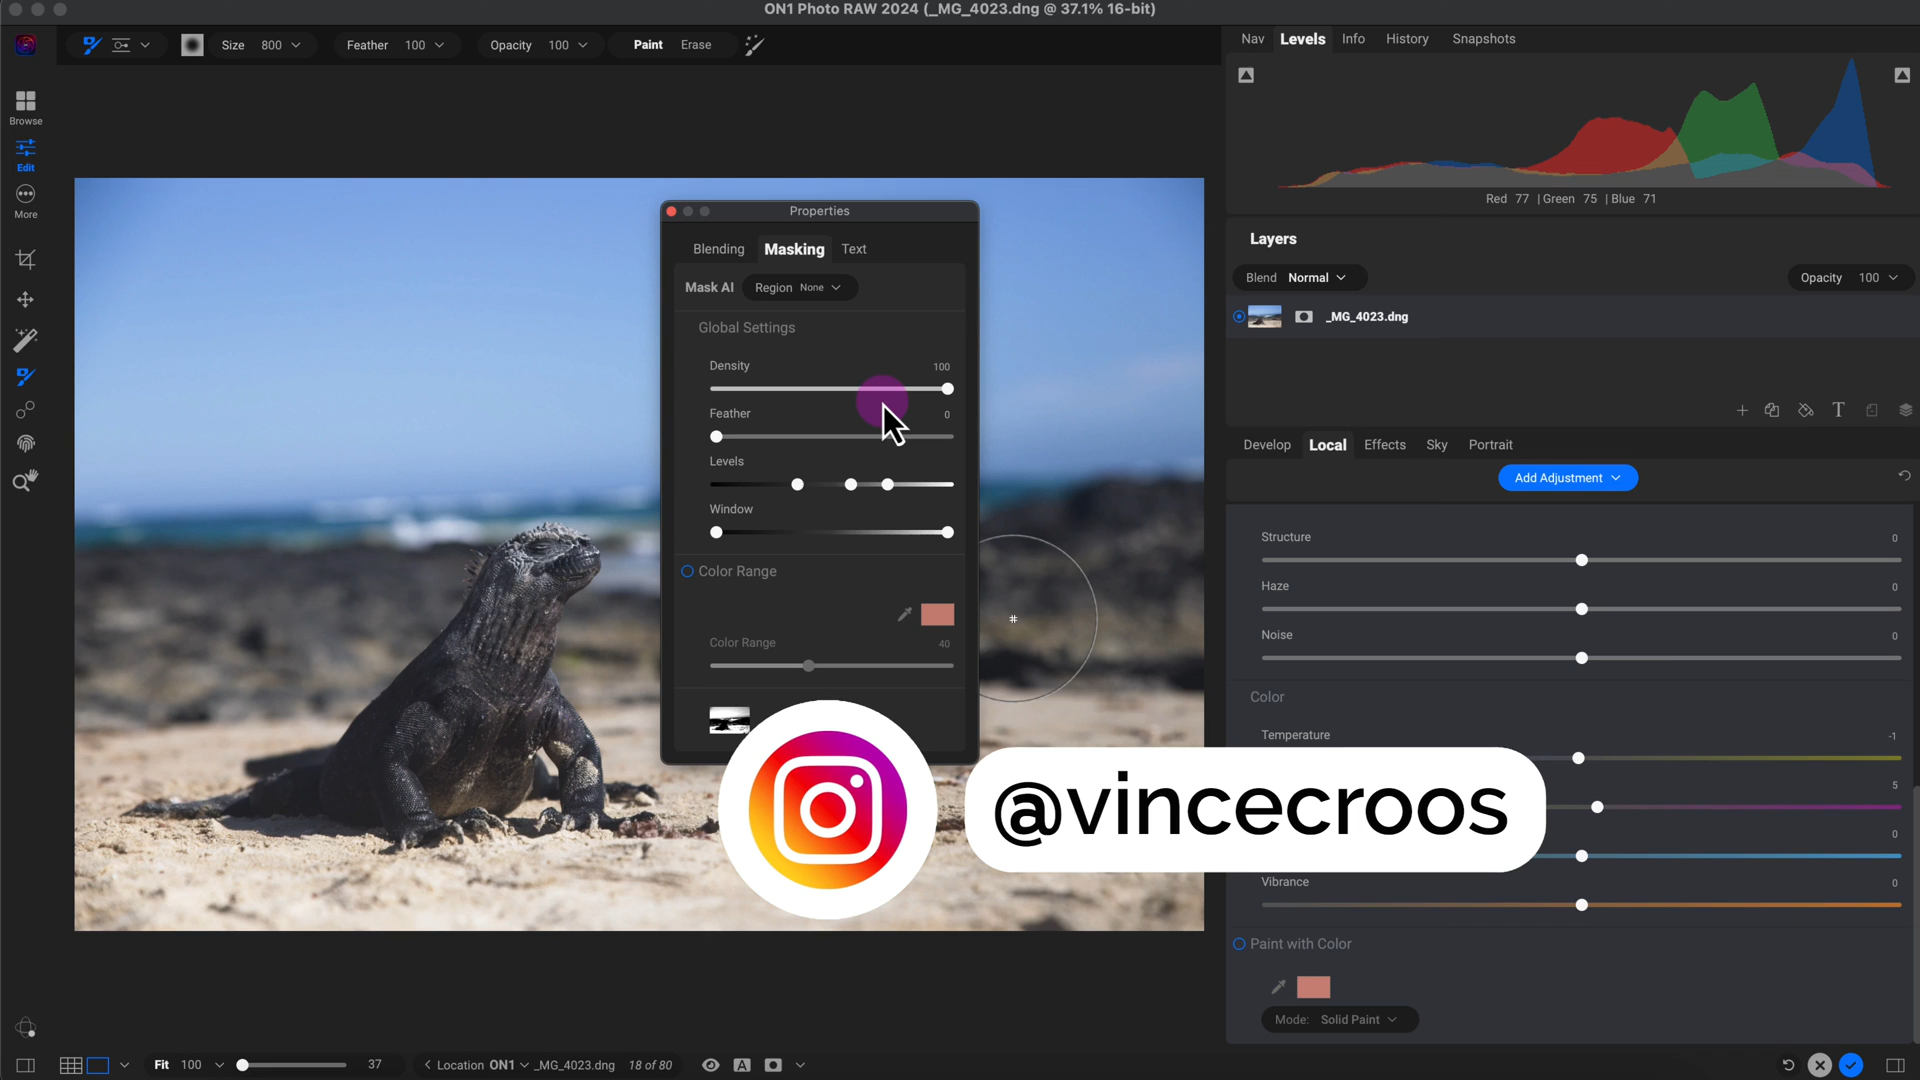 ON1 Photo RAW 2024 (_MG_4023.dng @ 37.1% 16-bit)
Size 800 Feather 100 Opacity 100 Paint Erase
Nav Levels Info History Snapshots
Browse
Edit
More
Red 77 | Green 75 | Blue 71
Layers
Blend Normal Opacity 100
_MG_4023.dng
T
Develop Local Effects Sky Portrait
Add Adjustment
Structure 0
Haze 0
Noise 0
Color
Temperature -1
5
0
Vibrance 0
Paint with Color
Mode: Solid Paint
Properties
Blending Masking Text
Mask AI Region None
Global Settings
Density 100
Feather 0
Levels
Window
Color Range
Color Range 40
@vincecroos
Fit 100 37 Location ON1 _MG_4023.dng 18 of 80 A